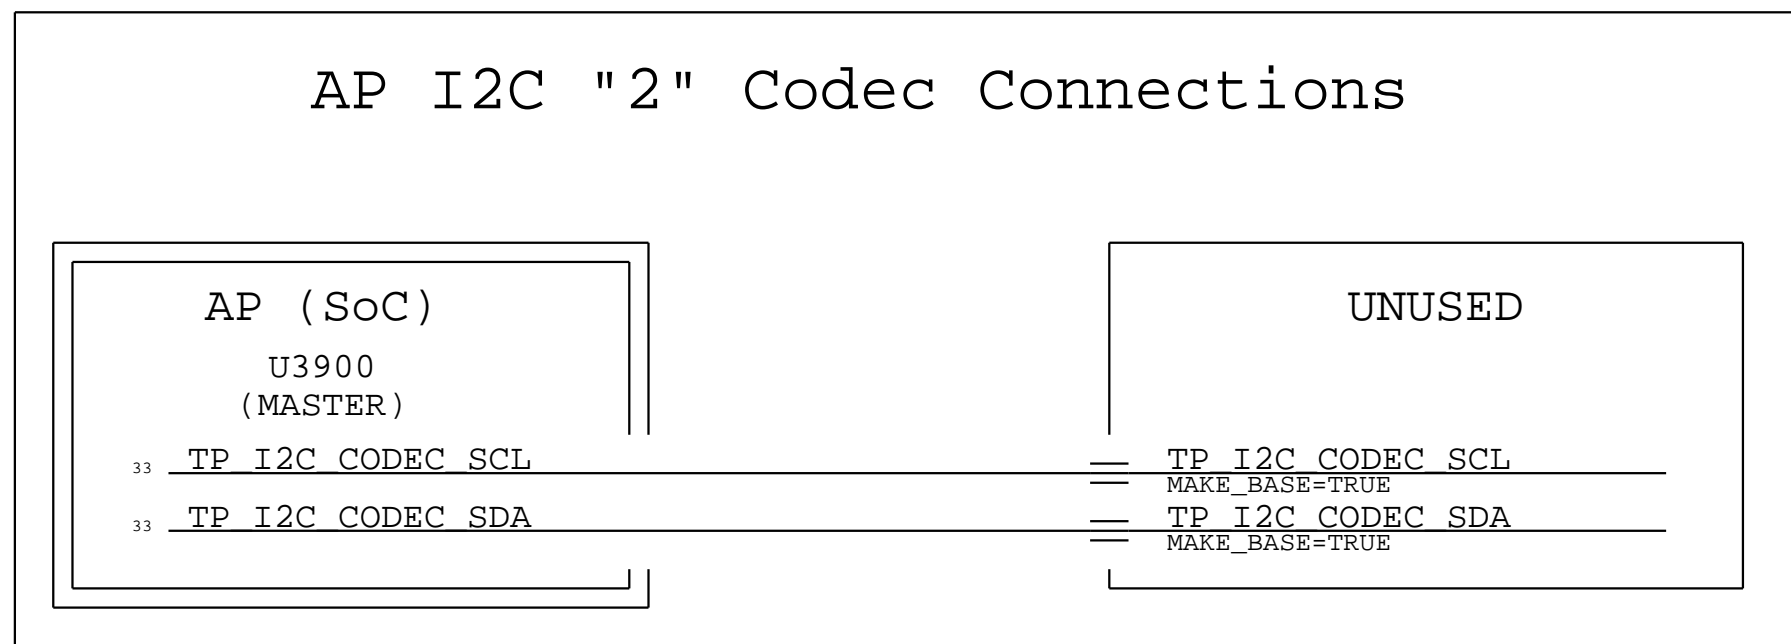 AP I2C "2" Codec Connections
AP (SoC)
U3900
(MASTER)
33 TP_I2C_CODEC_SCL
33 TP_I2C_CODEC_SDA
UNUSED
TP_I2C_CODEC_SCL
MAKE_BASE=TRUE
TP_I2C_CODEC_SDA
MAKE_BASE=TRUE